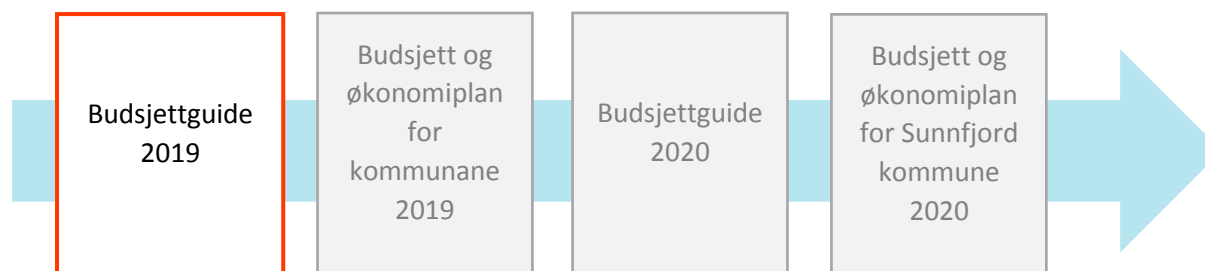 Budsjettguide
2019
Budsjett og
økonomiplan
for
kommunane
2019
Budsjettguide
2020
Budsjett og
økonomiplan
for Sunnfjord
kommune
2020